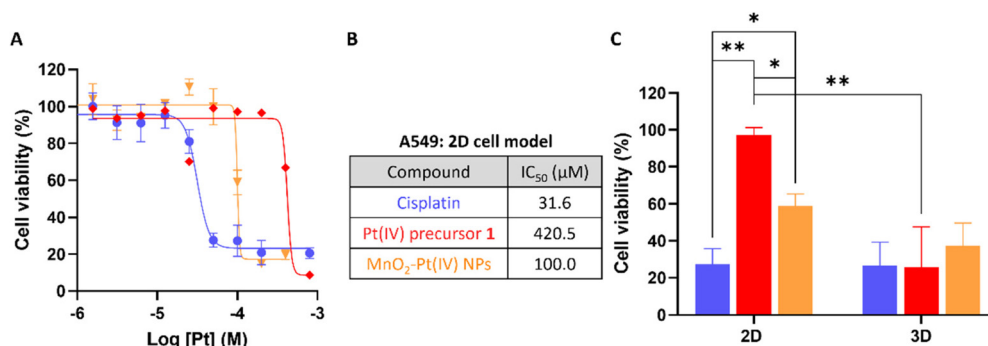 A
120
100
80
60
40
20
0
Cell viability (%)
-6
-5
-4
-3
Log [Pt] (M)
B
A549: 2D cell model
Compound IC₅₀ (μM)
Cisplatin 31.6
Pt(IV) precursor 1 420.5
MnO₂-Pt(IV) NPs 100.0
C
*
**
*
**
120
100
80
60
40
20
0
Cell viability (%)
2D
3D